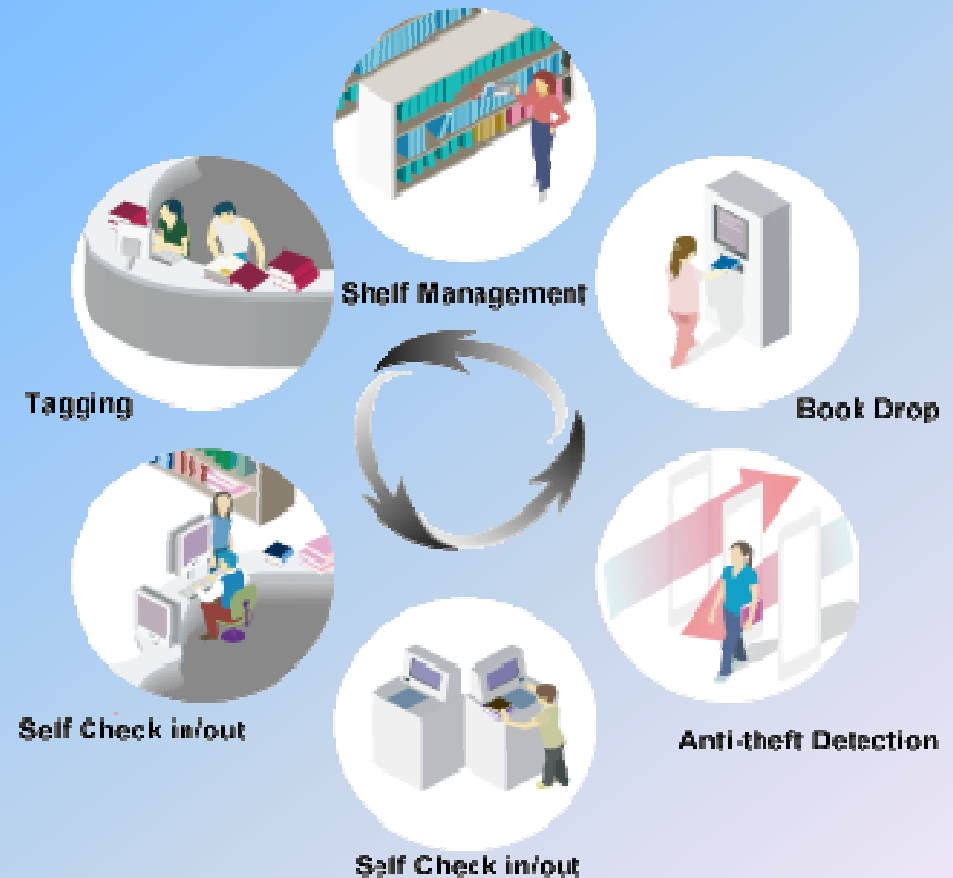 Shelf Management
Tagging
Book Drop
Self Check in/out
Anti-theft Detection
Self Check in/out